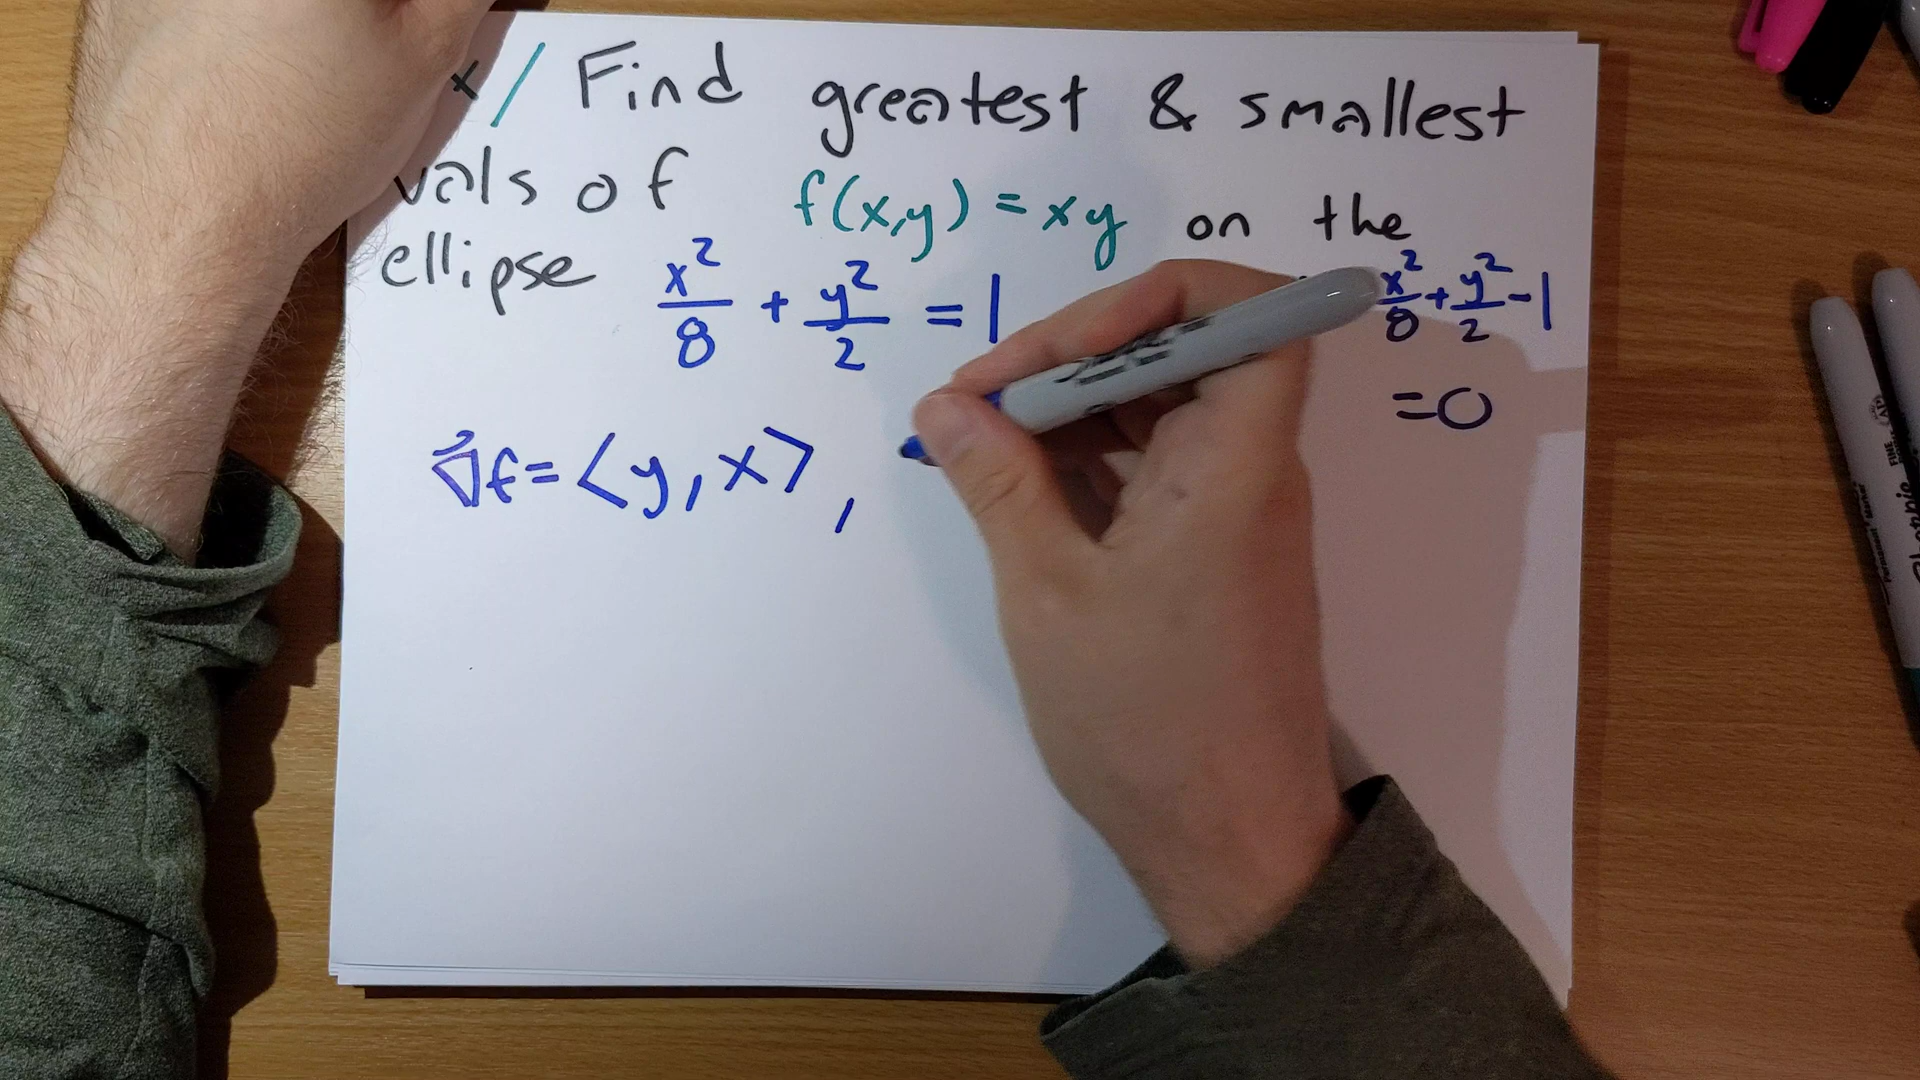 x/ Find greatest & smallest
vals of f(x,y) = xy on the
ellipse x²/8 + y²/2 = 1 x²/8 + y²/2 - 1
=0
∇⃗f = <y, x>,